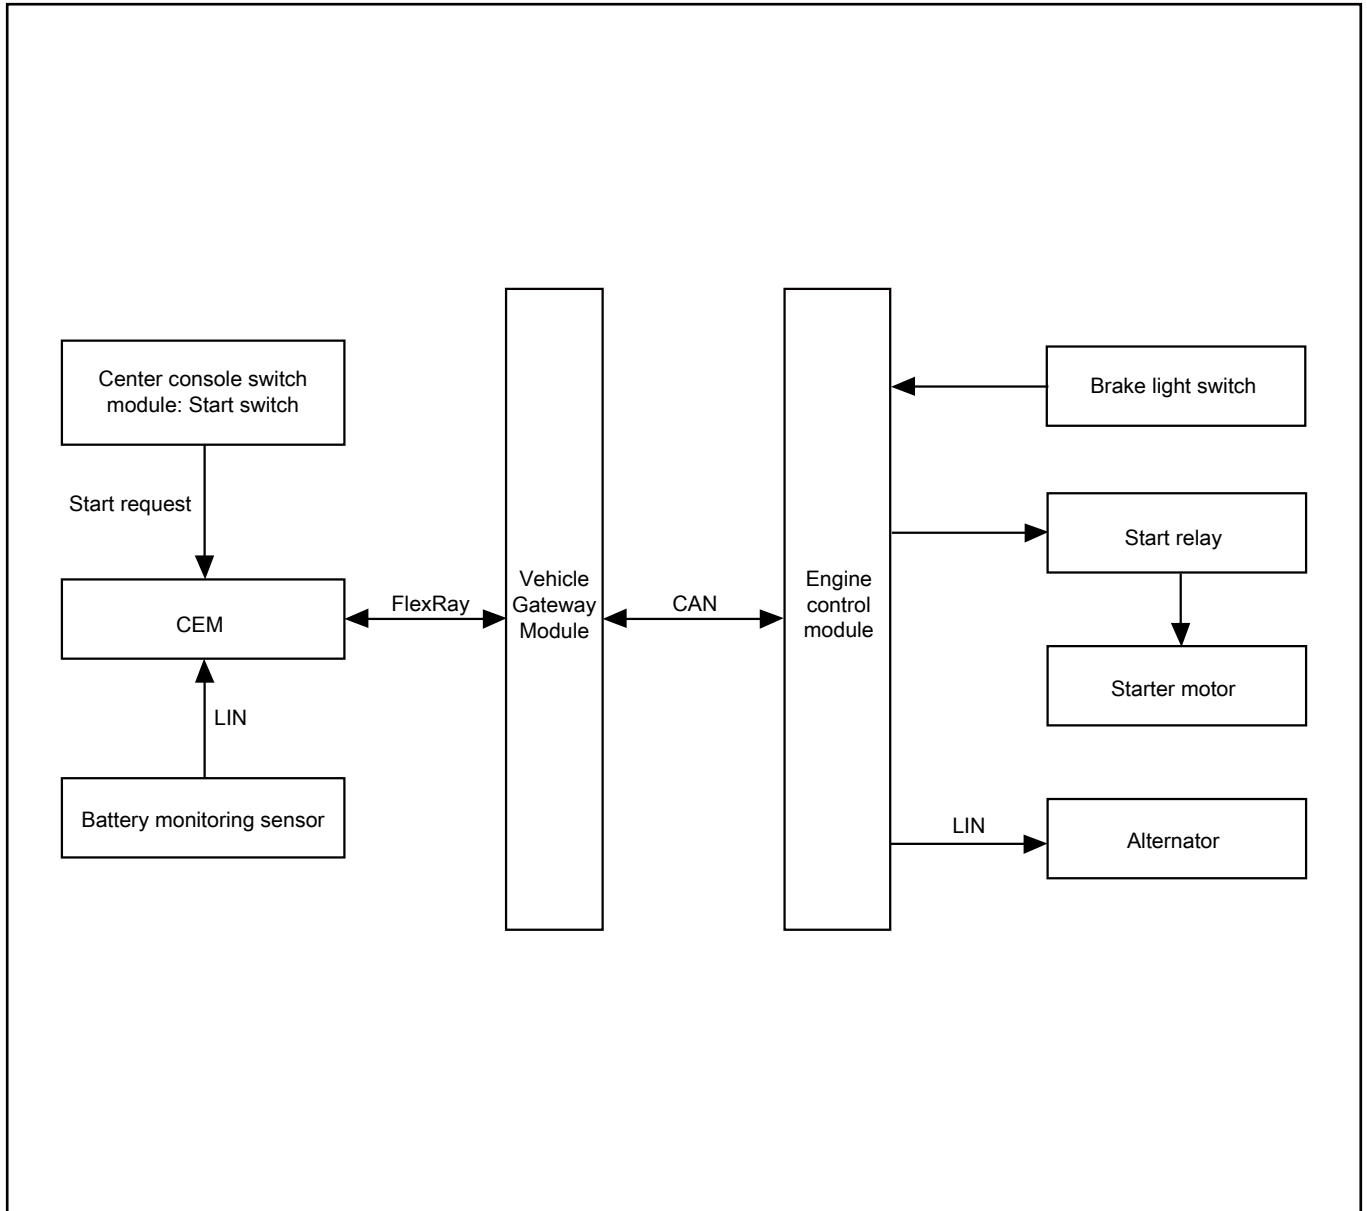 Center console switch
module: Start switch
Start request
CEM
LIN
Battery monitoring sensor
FlexRay
Vehicle
Gateway
Module
CAN
Engine
control
module
Brake light switch
Start relay
Starter motor
LIN
Alternator